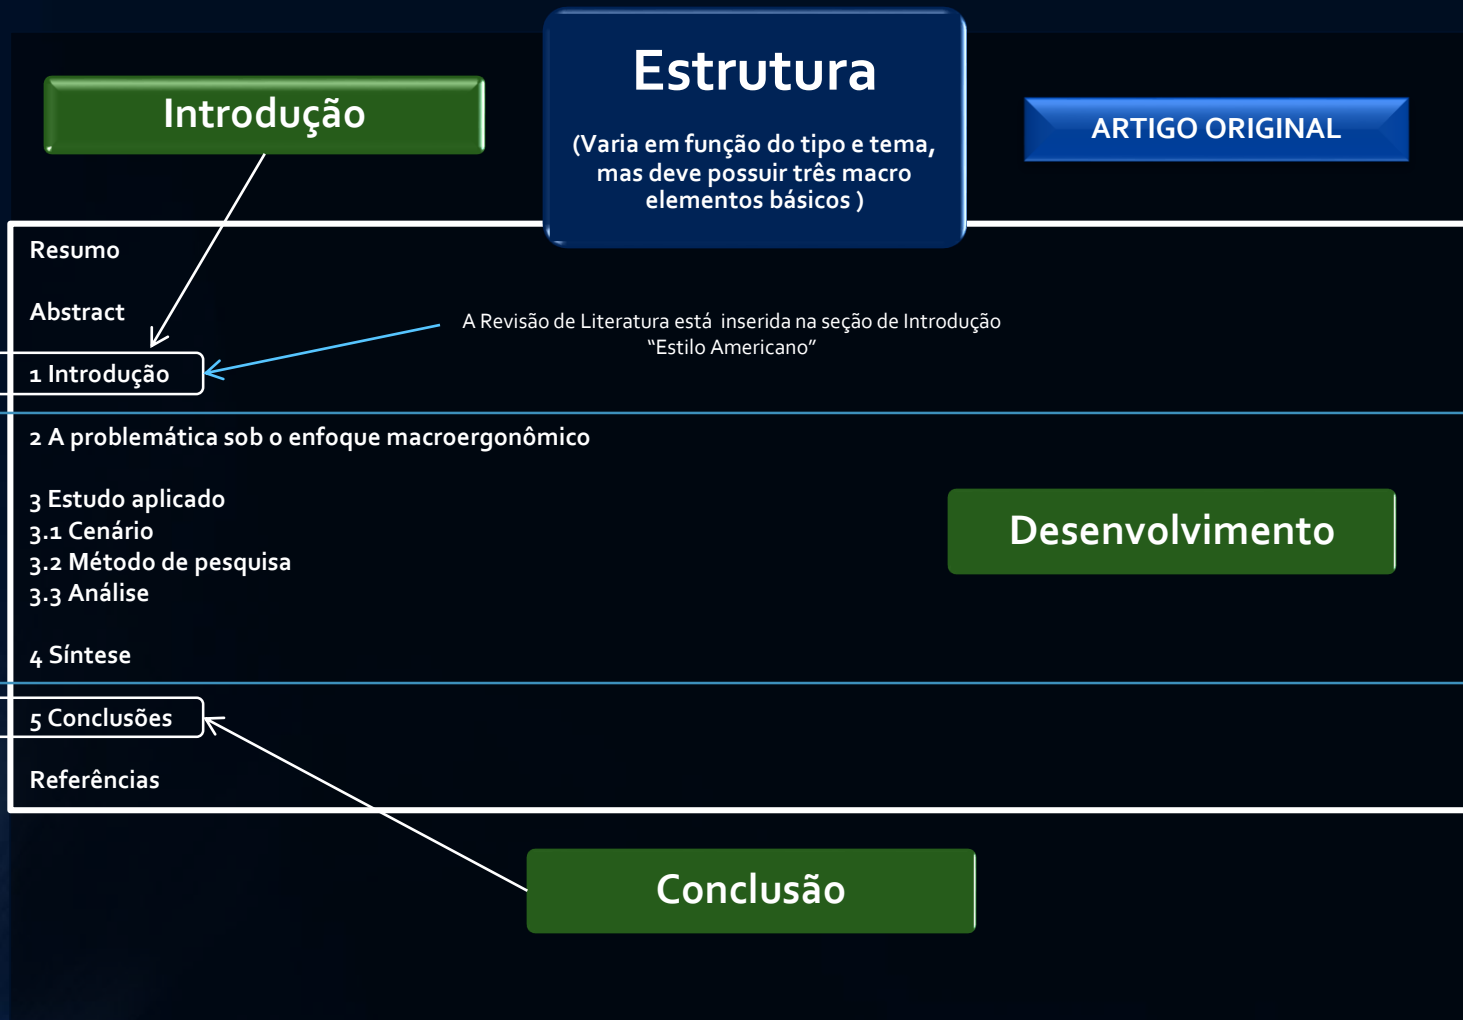 Estrutura
(Varia em função do tipo e tema,
mas deve possuir três macro
elementos básicos )
Introdução
ARTIGO ORIGINAL
Resumo
Abstract
A Revisão de Literatura está  inserida na seção de Introdução
“Estilo Americano”
1 Introdução
2 A problemática sob o enfoque macroergonômico
3 Estudo aplicado
3.1 Cenário
3.2 Método de pesquisa
3.3 Análise
Desenvolvimento
4 Síntese
5 Conclusões
Referências
Conclusão